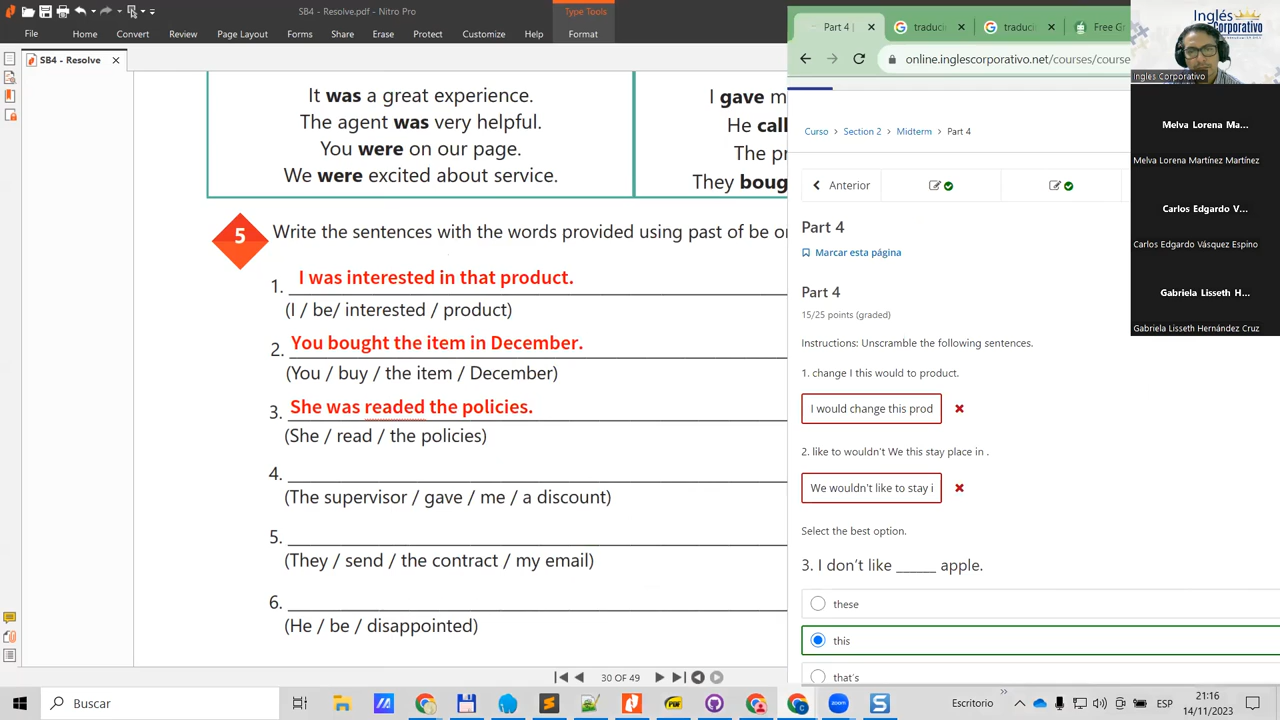 SB4 - Resolve.pdf - Nitro Pro
Type Tools
File
Home
Convert
Review
Page Layout
Forms
Share
Erase
Protect
Customize
Help
Format
SB4 - Resolve
It was a great experience.
The agent was very helpful.
You were on our page.
We were excited about service.
I gave m
He call
The pr
They boug
5
Write the sentences with the words provided using past of be or
1. I was interested in that product.
(I / be/ interested / product)
2. You bought the item in December.
(You / buy / the item / December)
3. She was readed the policies.
(She / read / the policies)
4.
(The supervisor / gave / me / a discount)
5.
(They / send / the contract / my email)
6.
(He / be / disappointed)
30 OF 49
Part 4 |
traducir
traducir
Free Gr
online.inglescorporativo.net/courses/course
Curso
Section 2
Midterm
Part 4
Anterior
Part 4
Marcar esta página
Part 4
15/25 points (graded)
Instructions: Unscramble the following sentences.
1. change I this would to product.
I would change this prod
2. like to wouldn't We this stay place in .
We wouldn't like to stay i
Select the best option.
3. I don't like ______ apple.
these
this
that's
Inglés
Corporativo
Ingles Corporativo
Melva Lorena Ma...
Melva Lorena Martínez Martínez
Carlos Edgardo V...
Carlos Edgardo Vásquez Espino
Gabriela Lisseth H...
Gabriela Lisseth Hernández Cruz
Buscar
Escritorio
ESP
21:16
14/11/2023